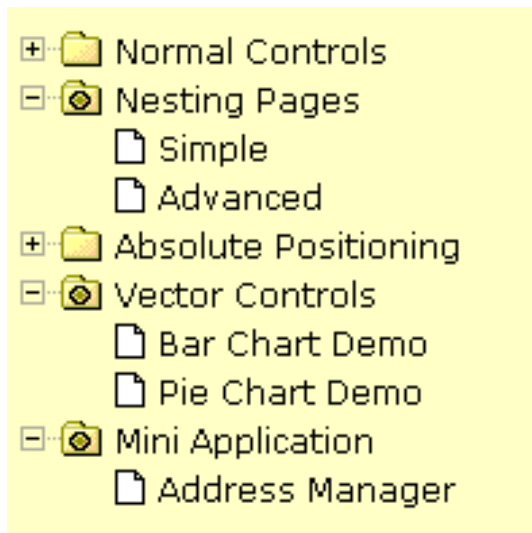 Normal Controls
Nesting Pages
Simple
Advanced
Absolute Positioning
Vector Controls
Bar Chart Demo
Pie Chart Demo
Mini Application
Address Manager